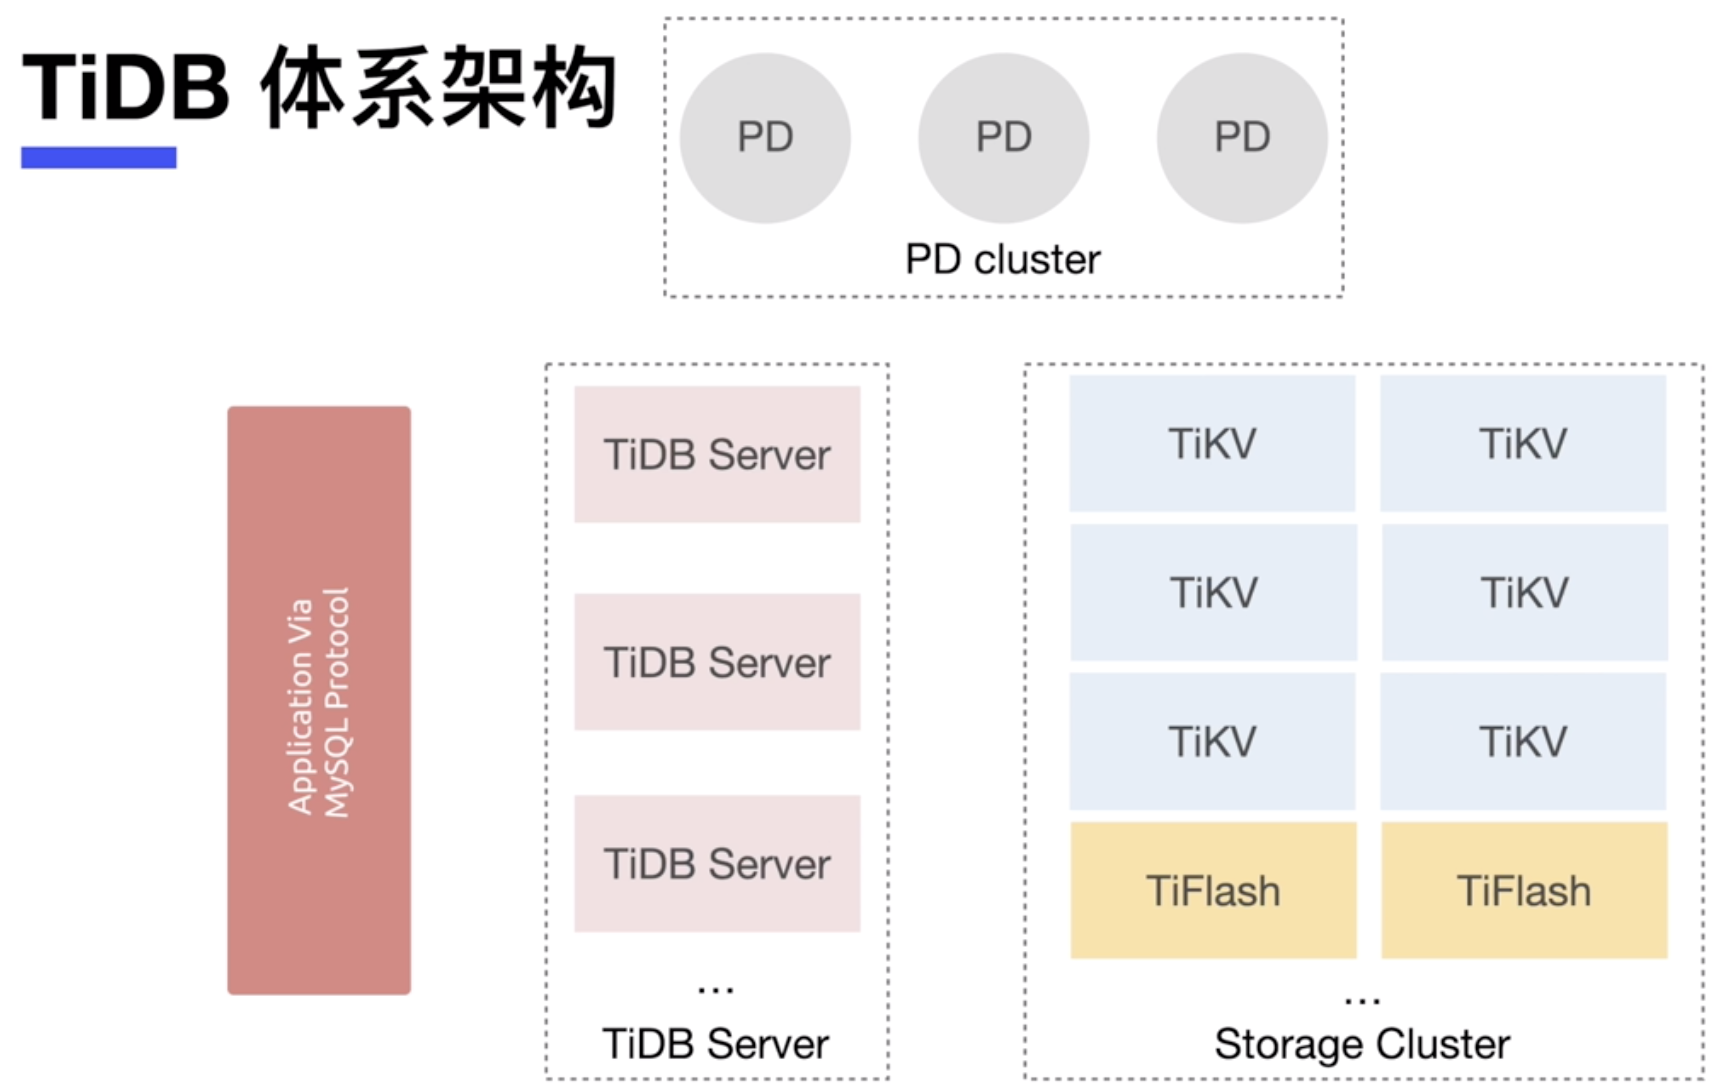 TiDB 体系架构
PD
PD
PD
PD cluster
Application Via
MySQL Protocol
TiDB Server
TiDB Server
TiDB Server
...
TiDB Server
TiKV
TiKV
TiKV
TiKV
TiKV
TiKV
TiFlash
TiFlash
...
Storage Cluster